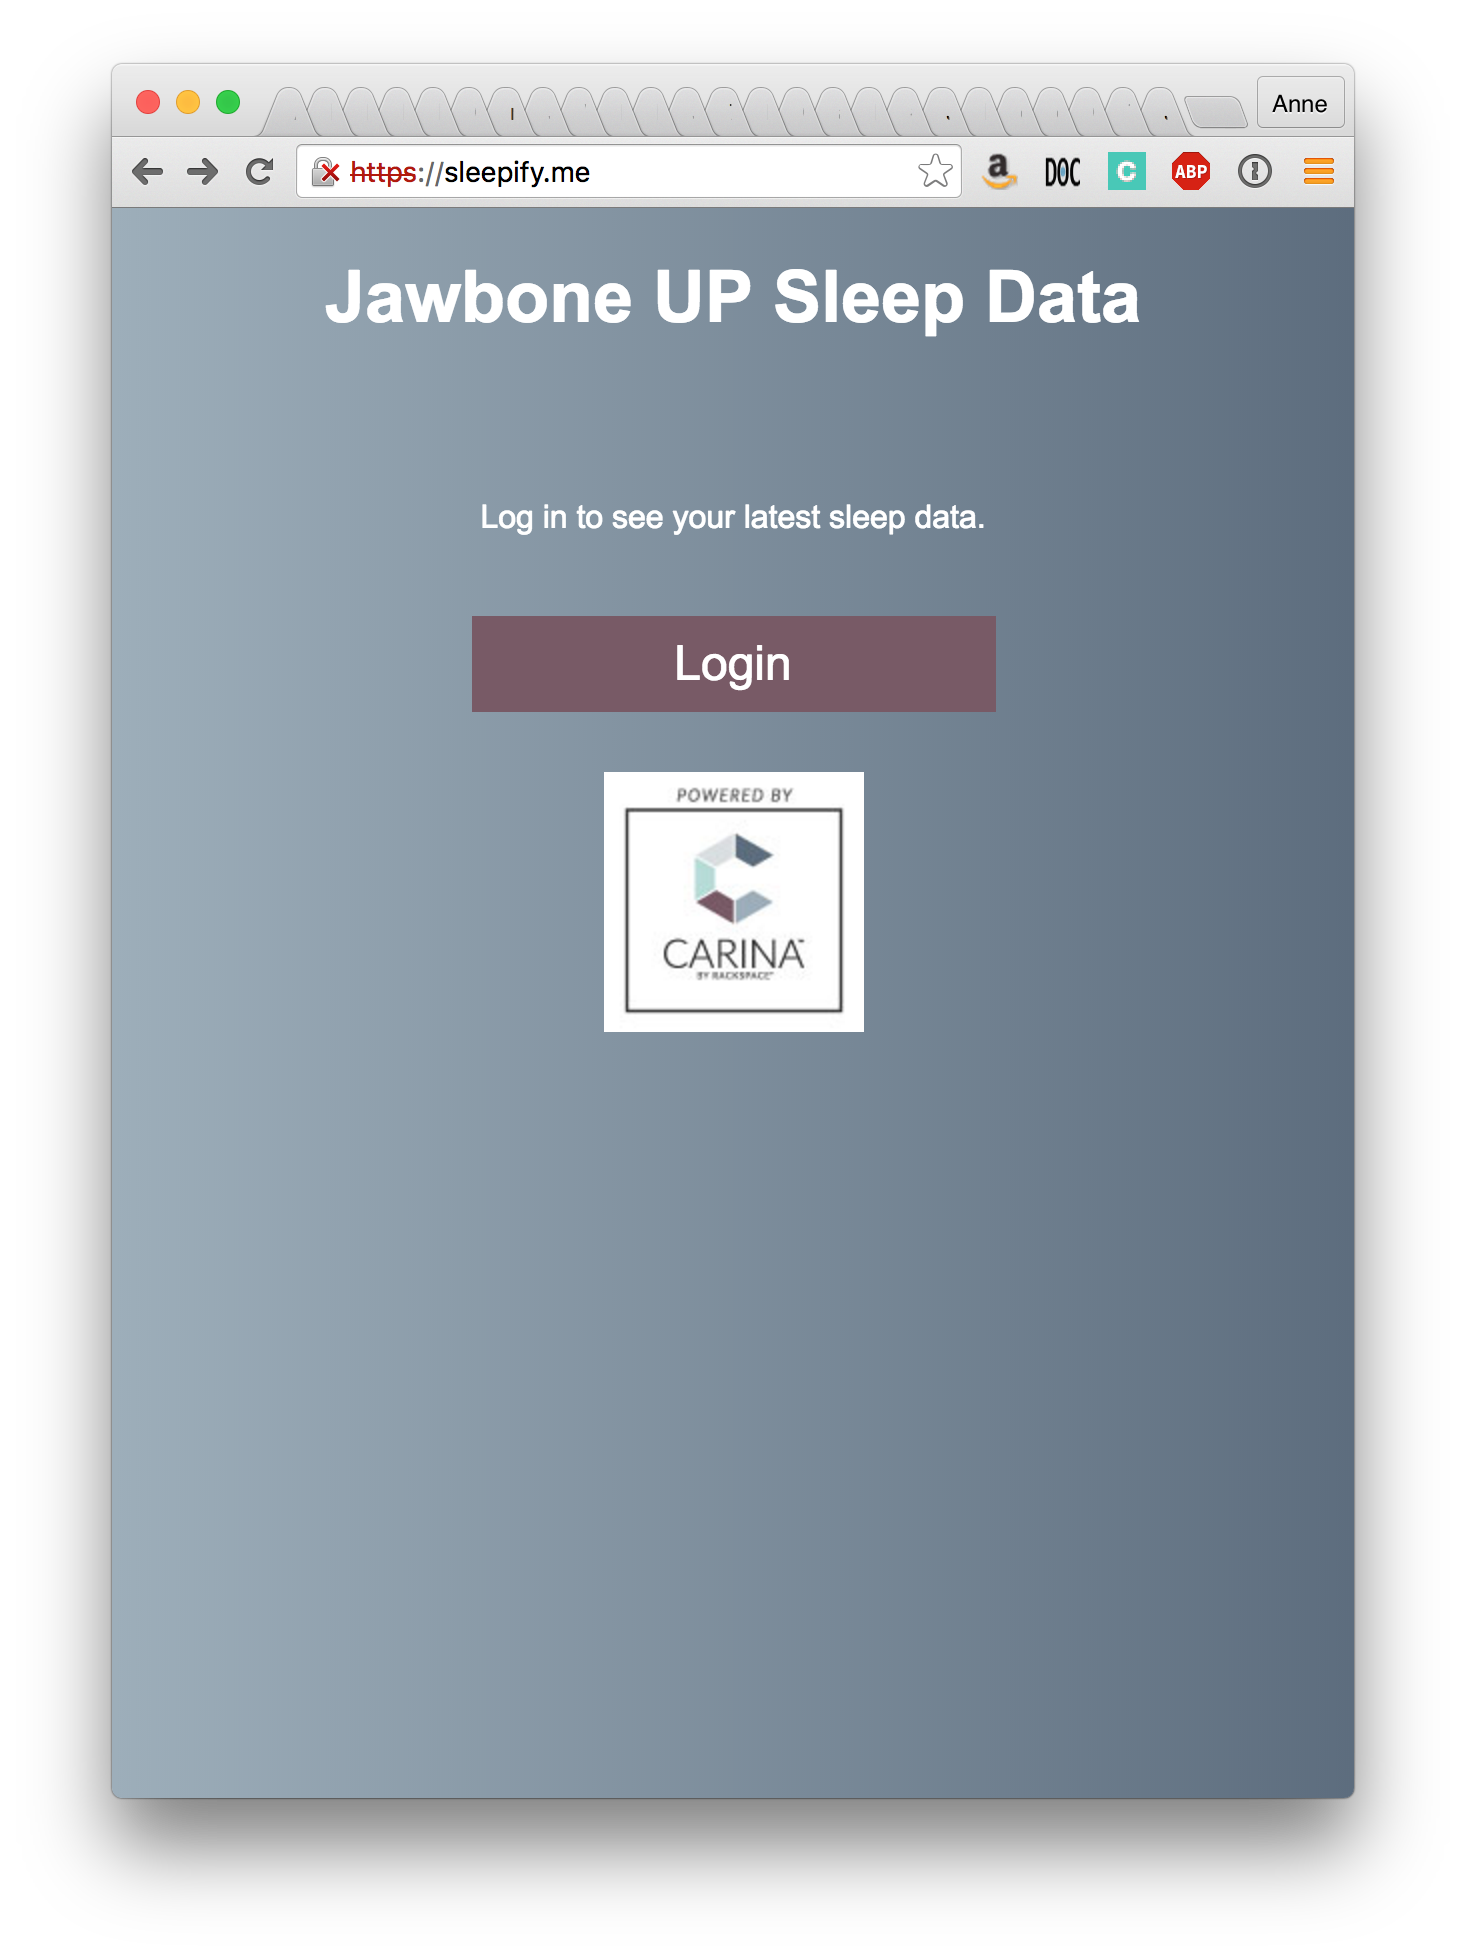 Anne
https://sleepify.me
a DOC C ABP
Jawbone UP Sleep Data
Log in to see your latest sleep data.
Login
POWERED BY
CARINA™
BY RACKSPACE